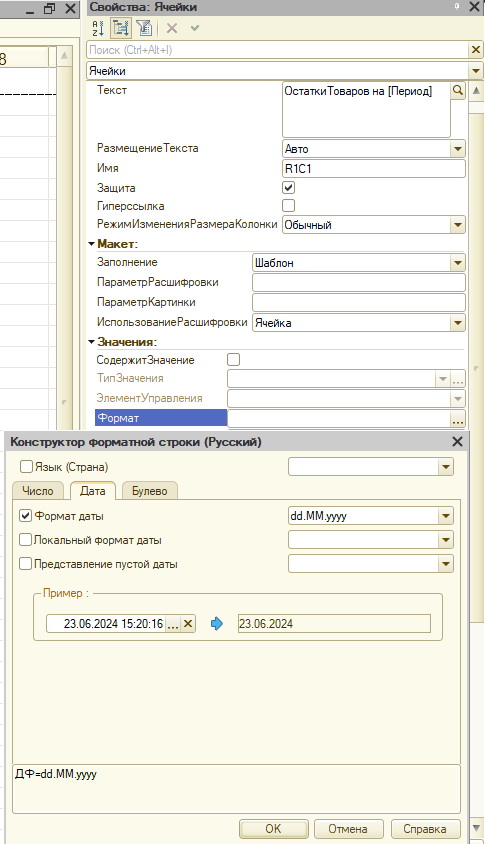 8
Свойства: Ячейки
Поиск (Ctrl+Alt+I)
Ячейки
Текст
ОстаткиТоваров на [Период]
РазмещениеТекста
Авто
Имя
R1C1
Защита
Гиперссылка
РежимИзмененияРазмераКолонки
Обычный
Макет:
Заполнение
Шаблон
ПараметрРасшифровки
ПараметрКартинки
ИспользованиеРасшифровки
Ячейка
Значения:
СодержитЗначение
ТипЗначения
ЭлементУправления
Формат
Конструктор форматной строки (Русский)
Язык (Страна)
Число
Дата
Булево
Формат даты
dd.MM.yyyy
Локальный формат даты
Представление пустой даты
Пример :
23.06.2024 15:20:16
23.06.2024
ДФ=dd.MM.yyyy
OK
Отмена
Справка